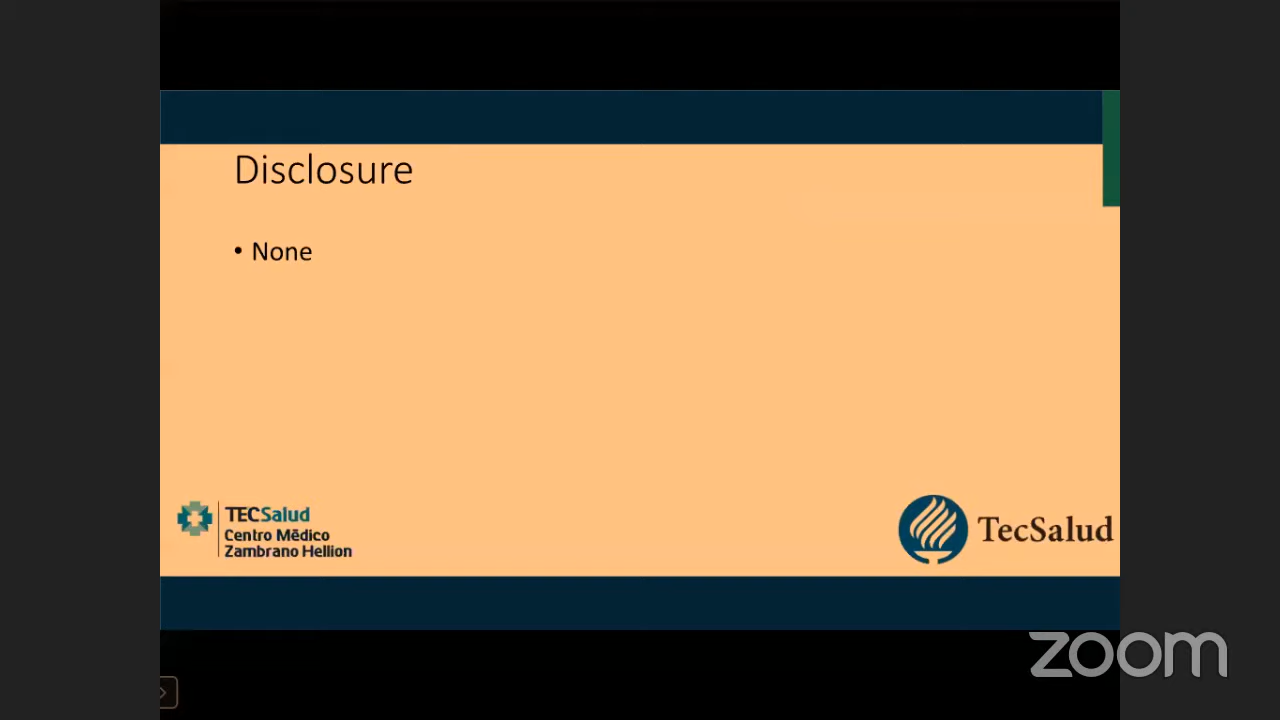 Disclosure
• None
TECSalud
Centro Médico
Zambrano Hellion
TecSalud
zoom